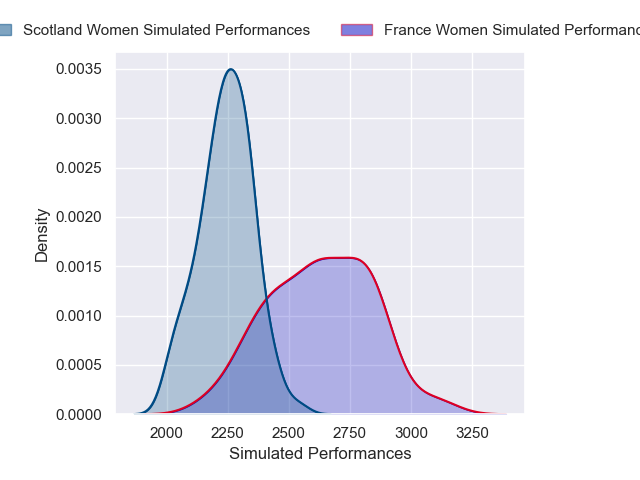 Scotland Women Simulated Performances
France Women Simulated
0.0035
0.0030
0.0025
0.0020
0.0015
0.0010
0.0005
0.0000
Density
2000 2250 2500 2750 3000 3250
Simulated Performances